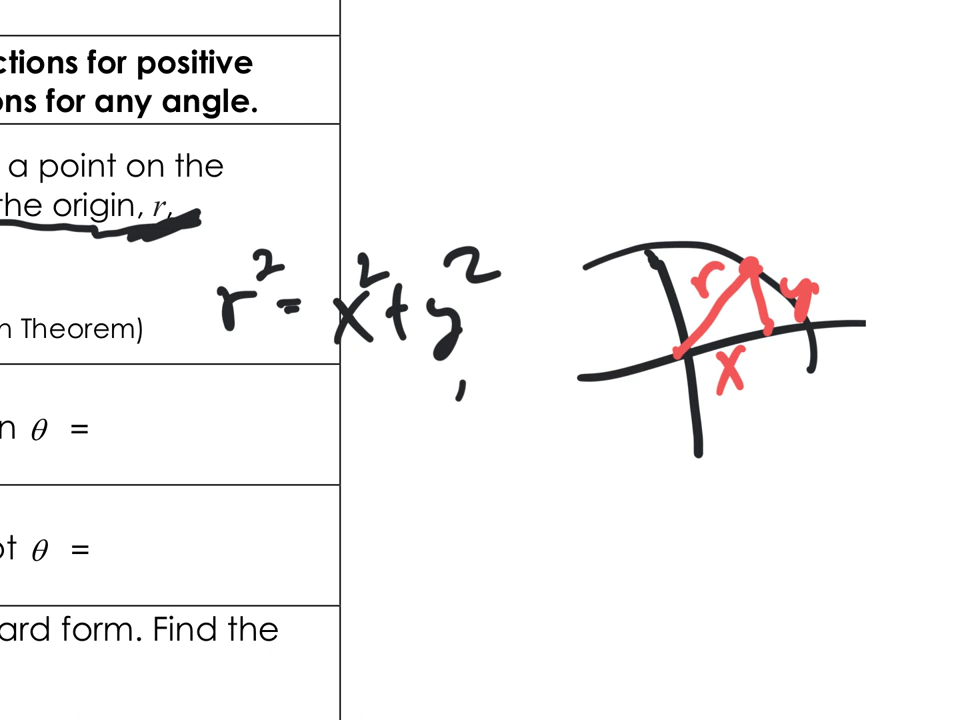 ctions for positive
ons for any angle.
a point on the
the origin, r,
r² = x² + y²
r
y
x
n Theorem)
n θ =
ot θ =
ard form. Find the